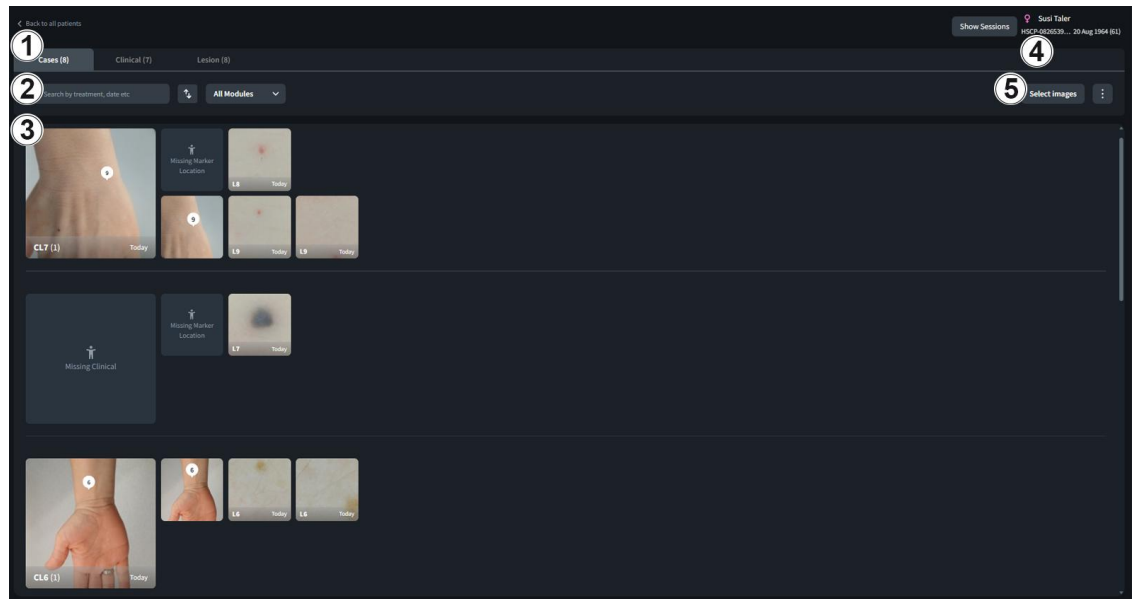 Back to all patients
Show Sessions
Susi Taler
HSCP-0826539... 20 Aug 1964 (61)
1
4
Cases (8) Clinical (7) Lesion (8)
2
Search by treatment, date etc
All Modules
5
Select images
3
9
Missing Marker
Location
L8 Today
9
CL7 (1) Today
L9 Today
L9 Today
Missing Clinical
Missing Marker
Location
L7 Today
6
6
L6 Today
L6 Today
CL6 (1) Today